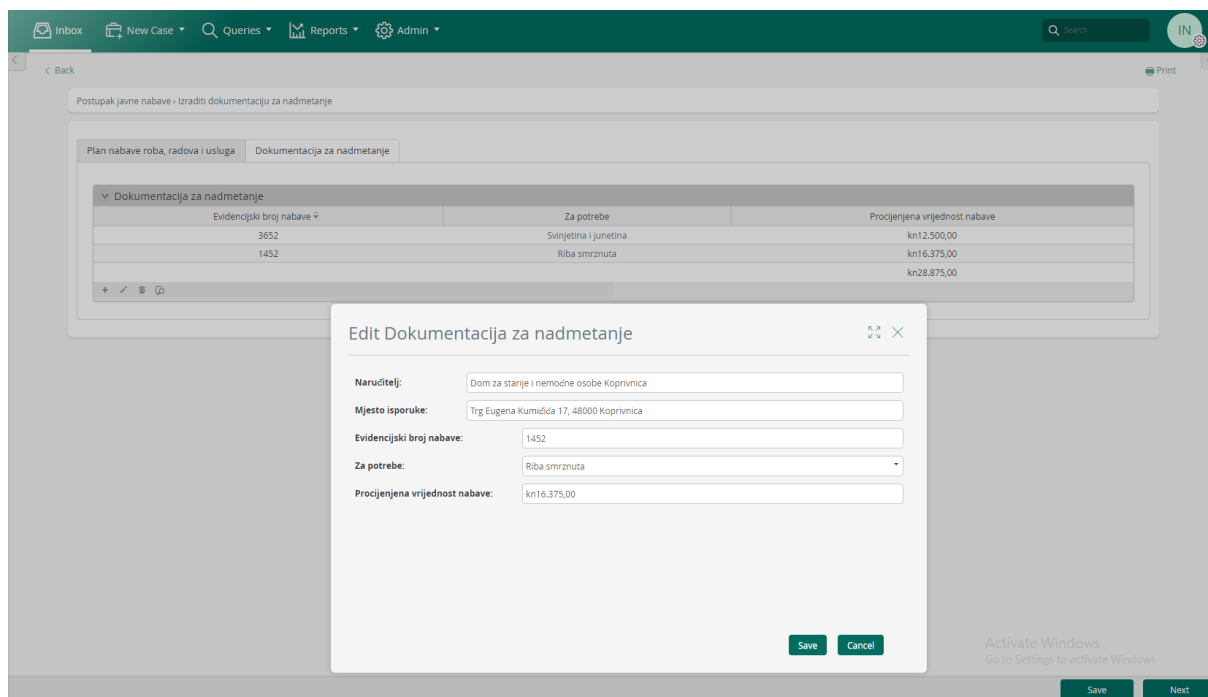 Inbox New Case Queries Reports Admin Search IN
< Back Print
Postupak javne nabave › Izraditi dokumentaciju za nadmetanje
Plan nabave roba, radova i usluga Dokumentacija za nadmetanje
Dokumentacija za nadmetanje
Evidencijski broj nabave Za potrebe Procijenjena vrijednost nabave
3652 Svinjetina i junetina kn12.500,00
1452 Riba smrznuta kn16.375,00
kn28.875,00
Edit Dokumentacija za nadmetanje
Naručitelj: Dom za starije i nemoćne osobe Koprivnica
Mjesto isporuke: Trg Eugena Kumičića 17, 48000 Koprivnica
Evidencijski broj nabave: 1452
Za potrebe: Riba smrznuta
Procijenjena vrijednost nabave: kn16.375,00
Save Cancel
Activate Windows
Go to Settings to activate Windows.
Save Next